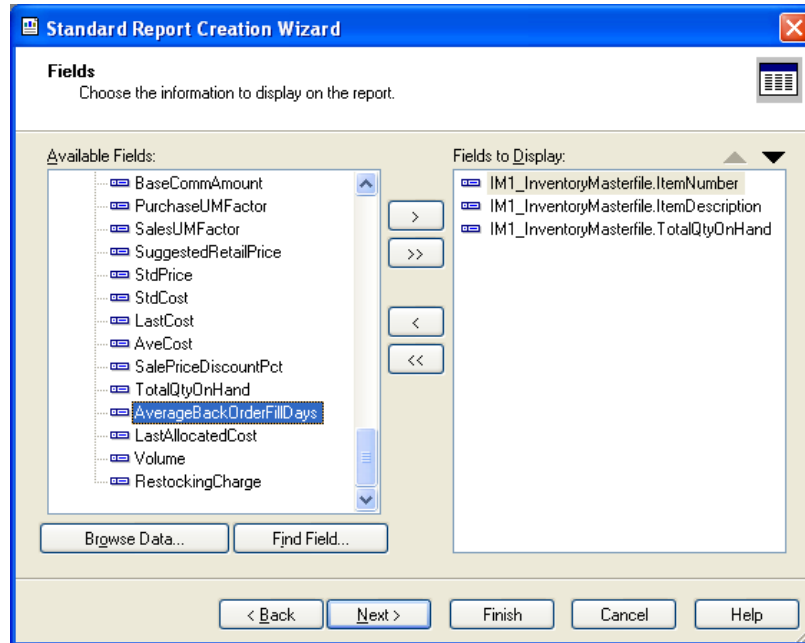 Standard Report Creation Wizard
Fields
Choose the information to display on the report.
Available Fields:
BaseCommAmount
PurchaseUMFactor
SalesUMFactor
SuggestedRetailPrice
StdPrice
StdCost
LastCost
AveCost
SalePriceDiscountPct
TotalQtyOnHand
AverageBackOrderFillDays
LastAllocatedCost
Volume
RestockingCharge
Browse Data...
Find Field...
>
>>
<
<<
Fields to Display:
IM1_InventoryMasterfile.ItemNumber
IM1_InventoryMasterfile.ItemDescription
IM1_InventoryMasterfile.TotalQtyOnHand
< Back
Next >
Finish
Cancel
Help